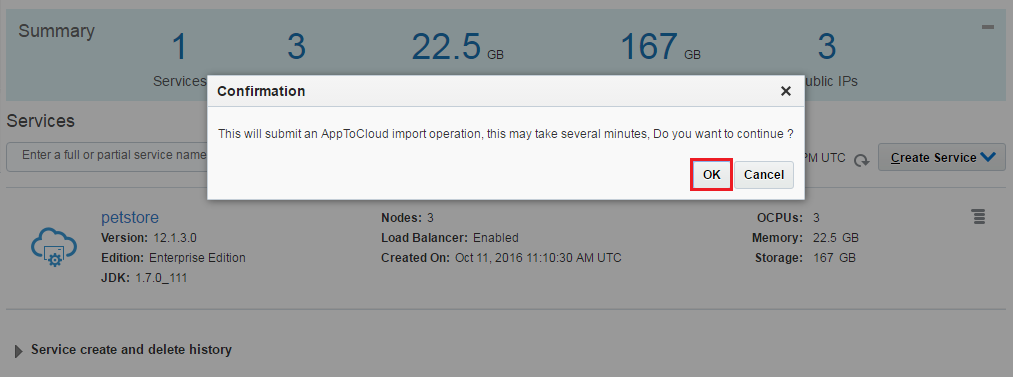 Summary
1 3 22.5 GB 167 GB 3
Services ublic IPs
Confirmation
This will submit an AppToCloud import operation, this may take several minutes, Do you want to continue ?
OK Cancel
Services
Enter a full or partial service name PM UTC Create Service
petstore
Version: 12.1.3.0
Edition: Enterprise Edition
JDK: 1.7.0_111
Nodes: 3
Load Balancer: Enabled
Created On: Oct 11, 2016 11:10:30 AM UTC
OCPUs: 3
Memory: 22.5 GB
Storage: 167 GB
Service create and delete history